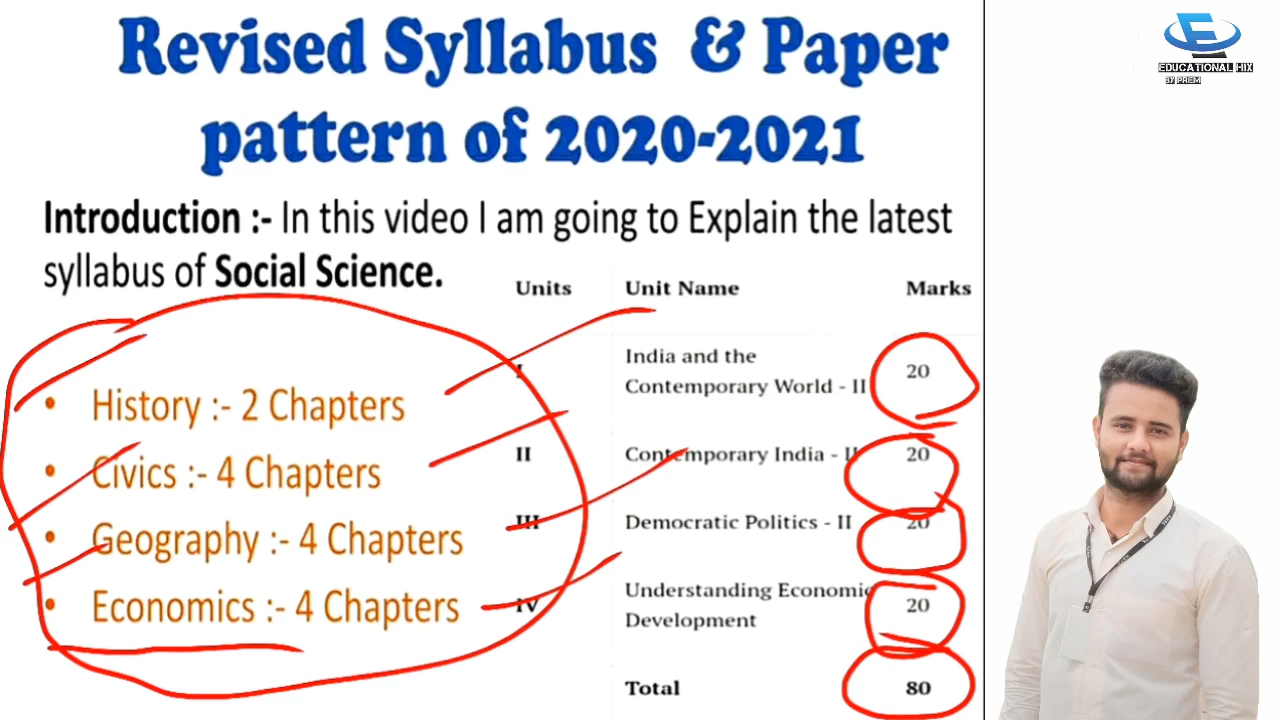 Revised Syllabus & Paper
pattern of 2020-2021
Introduction :- In this video I am going to Explain the latest
syllabus of Social Science.
• History :- 2 Chapters
• Civics :- 4 Chapters
• Geography :- 4 Chapters
• Economics :- 4 Chapters
Units Unit Name Marks
I India and the 20
Contemporary World - II
II Contemporary India - II 20
III Democratic Politics - II 20
IV Understanding Economic 20
Development
Total 80
E
EDUCATIONAL HIX
BY PREM